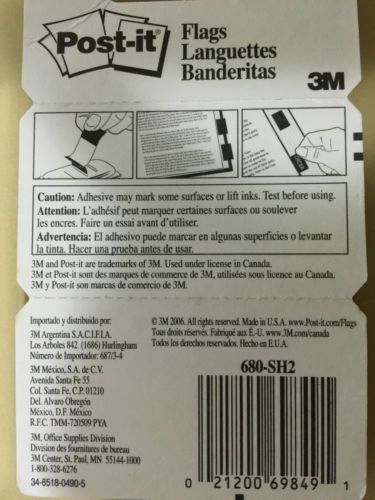 Post-it
Flags
Languettes
Banderitas
3M
Caution: Adhesive may mark some surfaces or lift inks. Test before using.
Attention: L'adhésif peut marquer certaines surfaces ou soulever
les encres. Faire un essai avant d'utiliser.
Advertencia: El adhesivo puede marcar en algunas superficies o levantar
la tinta. Hacer una prueba antes de usar.
3M and Post-it are trademarks of 3M. Used under license in Canada.
3M et Post-it sont des marques de commerce de 3M, utilisées sous licence au Canada.
3M y Post-it son marcas de comercio de 3M.
Importado y distribuido por:
3M Argentina S.A.C.I.F.I.A.
Los Arboles 842 (1686) Hurlingham
Número de Importador: 687/3-4
3M México, S.A. de C.V.
Avenida Santa Fe 55
Col. Santa Fe, C.P. 01210
Del. Alvaro Obregón
México, D.F. México
R.F.C. TMM-720509 PYA
3M, Office Supplies Division
Division des fournitures de bureau
3M Center, St. Paul, MN 55144-1000
1-800-328-6276
34-8518-0490-5
© 3M 2006. All rights reserved. Made in U.S.A. www.Post-it.com/Flags
Tous droits réservés. Fabriqué aux É.-U. www.3M.com/canada
Todos los derechos reservados. Hecho en E.U.A.
680-SH2
0 21200 69849 1